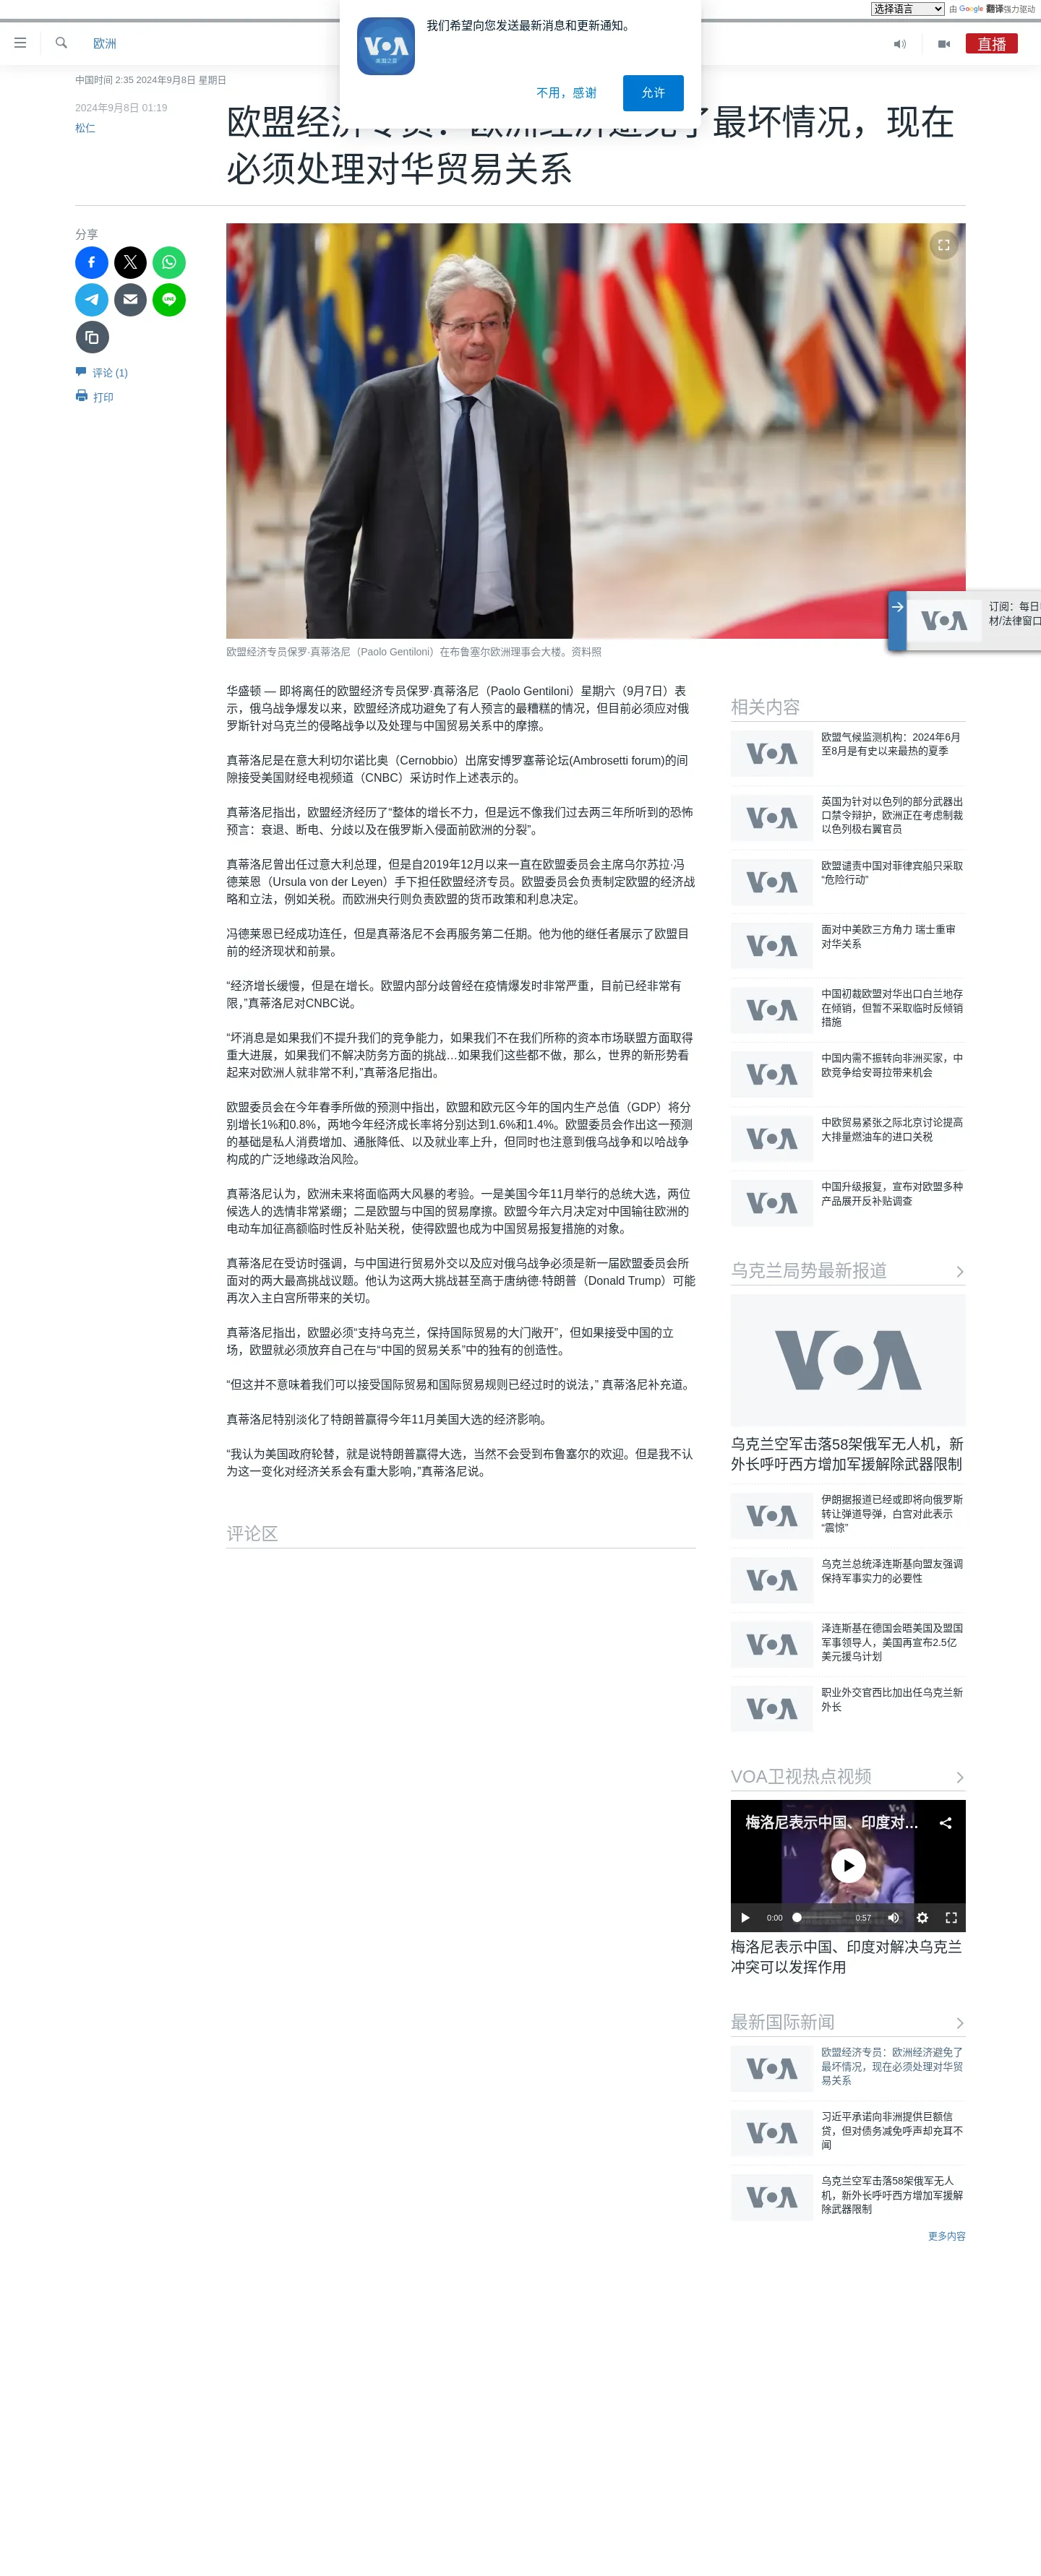 选择语言
由 Google 翻译强力驱动
欧洲
直播
VOA
美国之音
我们希望向您发送最新消息和更新通知。
不用，感谢
允许
中国时间 2:35 2024年9月8日 星期日
2024年9月8日 01:19
松仁
欧盟经济专员：欧洲经济避免了最坏情况，现在
必须处理对华贸易关系
分享
LINE
评论 (1)
打印
欧盟经济专员保罗·真蒂洛尼（Paolo Gentiloni）在布鲁塞尔欧洲理事会大楼。资料照
VOA
订阅：每日
材/法律窗口
华盛顿 — 即将离任的欧盟经济专员保罗·真蒂洛尼（Paolo Gentiloni）星期六（9月7日）表
示，俄乌战争爆发以来，欧盟经济成功避免了有人预言的最糟糕的情况，但目前必须应对俄
罗斯针对乌克兰的侵略战争以及处理与中国贸易关系中的摩擦。
真蒂洛尼是在意大利切尔诺比奥（Cernobbio）出席安博罗塞蒂论坛(Ambrosetti forum)的间
隙接受美国财经电视频道（CNBC）采访时作上述表示的。
真蒂洛尼指出，欧盟经济经历了“整体的增长不力，但是远不像我们过去两三年所听到的恐怖
预言：衰退、断电、分歧以及在俄罗斯入侵面前欧洲的分裂”。
真蒂洛尼曾出任过意大利总理，但是自2019年12月以来一直在欧盟委员会主席乌尔苏拉·冯
德莱恩（Ursula von der Leyen）手下担任欧盟经济专员。欧盟委员会负责制定欧盟的经济战
略和立法，例如关税。而欧洲央行则负责欧盟的货币政策和利息决定。
冯德莱恩已经成功连任，但是真蒂洛尼不会再服务第二任期。他为他的继任者展示了欧盟目
前的经济现状和前景。
“经济增长缓慢，但是在增长。欧盟内部分歧曾经在疫情爆发时非常严重，目前已经非常有
限，”真蒂洛尼对CNBC说。
“坏消息是如果我们不提升我们的竞争能力，如果我们不在我们所称的资本市场联盟方面取得
重大进展，如果我们不解决防务方面的挑战…如果我们这些都不做，那么，世界的新形势看
起来对欧洲人就非常不利，”真蒂洛尼指出。
欧盟委员会在今年春季所做的预测中指出，欧盟和欧元区今年的国内生产总值（GDP）将分
别增长1%和0.8%，两地今年经济成长率将分别达到1.6%和1.4%。欧盟委员会作出这一预测
的基础是私人消费增加、通胀降低、以及就业率上升，但同时也注意到俄乌战争和以哈战争
构成的广泛地缘政治风险。
真蒂洛尼认为，欧洲未来将面临两大风暴的考验。一是美国今年11月举行的总统大选，两位
候选人的选情非常紧绷；二是欧盟与中国的贸易摩擦。欧盟今年六月决定对中国输往欧洲的
电动车加征高额临时性反补贴关税，使得欧盟也成为中国贸易报复措施的对象。
真蒂洛尼在受访时强调，与中国进行贸易外交以及应对俄乌战争必须是新一届欧盟委员会所
面对的两大最高挑战议题。他认为这两大挑战甚至高于唐纳德·特朗普（Donald Trump）可能
再次入主白宫所带来的关切。
真蒂洛尼指出，欧盟必须“支持乌克兰，保持国际贸易的大门敞开”，但如果接受中国的立
场，欧盟就必须放弃自己在与“中国的贸易关系”中的独有的创造性。
“但这并不意味着我们可以接受国际贸易和国际贸易规则已经过时的说法，” 真蒂洛尼补充道。
真蒂洛尼特别淡化了特朗普赢得今年11月美国大选的经济影响。
“我认为美国政府轮替，就是说特朗普赢得大选，当然不会受到布鲁塞尔的欢迎。但是我不认
为这一变化对经济关系会有重大影响，”真蒂洛尼说。
评论区
相关内容
VOA
欧盟气候监测机构：2024年6月
至8月是有史以来最热的夏季
VOA
英国为针对以色列的部分武器出
口禁令辩护，欧洲正在考虑制裁
以色列极右翼官员
VOA
欧盟谴责中国对菲律宾船只采取
“危险行动”
VOA
面对中美欧三方角力 瑞士重审
对华关系
VOA
中国初裁欧盟对华出口白兰地存
在倾销，但暂不采取临时反倾销
措施
VOA
中国内需不振转向非洲买家，中
欧竞争给安哥拉带来机会
VOA
中欧贸易紧张之际北京讨论提高
大排量燃油车的进口关税
VOA
中国升级报复，宣布对欧盟多种
产品展开反补贴调查
乌克兰局势最新报道
VOA
乌克兰空军击落58架俄军无人机，新
外长呼吁西方增加军援解除武器限制
VOA
伊朗据报道已经或即将向俄罗斯
转让弹道导弹，白宫对此表示
“震惊”
VOA
乌克兰总统泽连斯基向盟友强调
保持军事实力的必要性
VOA
泽连斯基在德国会晤美国及盟国
军事领导人，美国再宣布2.5亿
美元援乌计划
VOA
职业外交官西比加出任乌克兰新
外长
VOA卫视热点视频
梅洛尼表示中国、印度对…
VOA
0:00
0:57
梅洛尼表示中国、印度对解决乌克兰
冲突可以发挥作用
最新国际新闻
VOA
欧盟经济专员：欧洲经济避免了
最坏情况，现在必须处理对华贸
易关系
VOA
习近平承诺向非洲提供巨额信
贷，但对债务减免呼声却充耳不
闻
VOA
乌克兰空军击落58架俄军无人
机，新外长呼吁西方增加军援解
除武器限制
更多内容